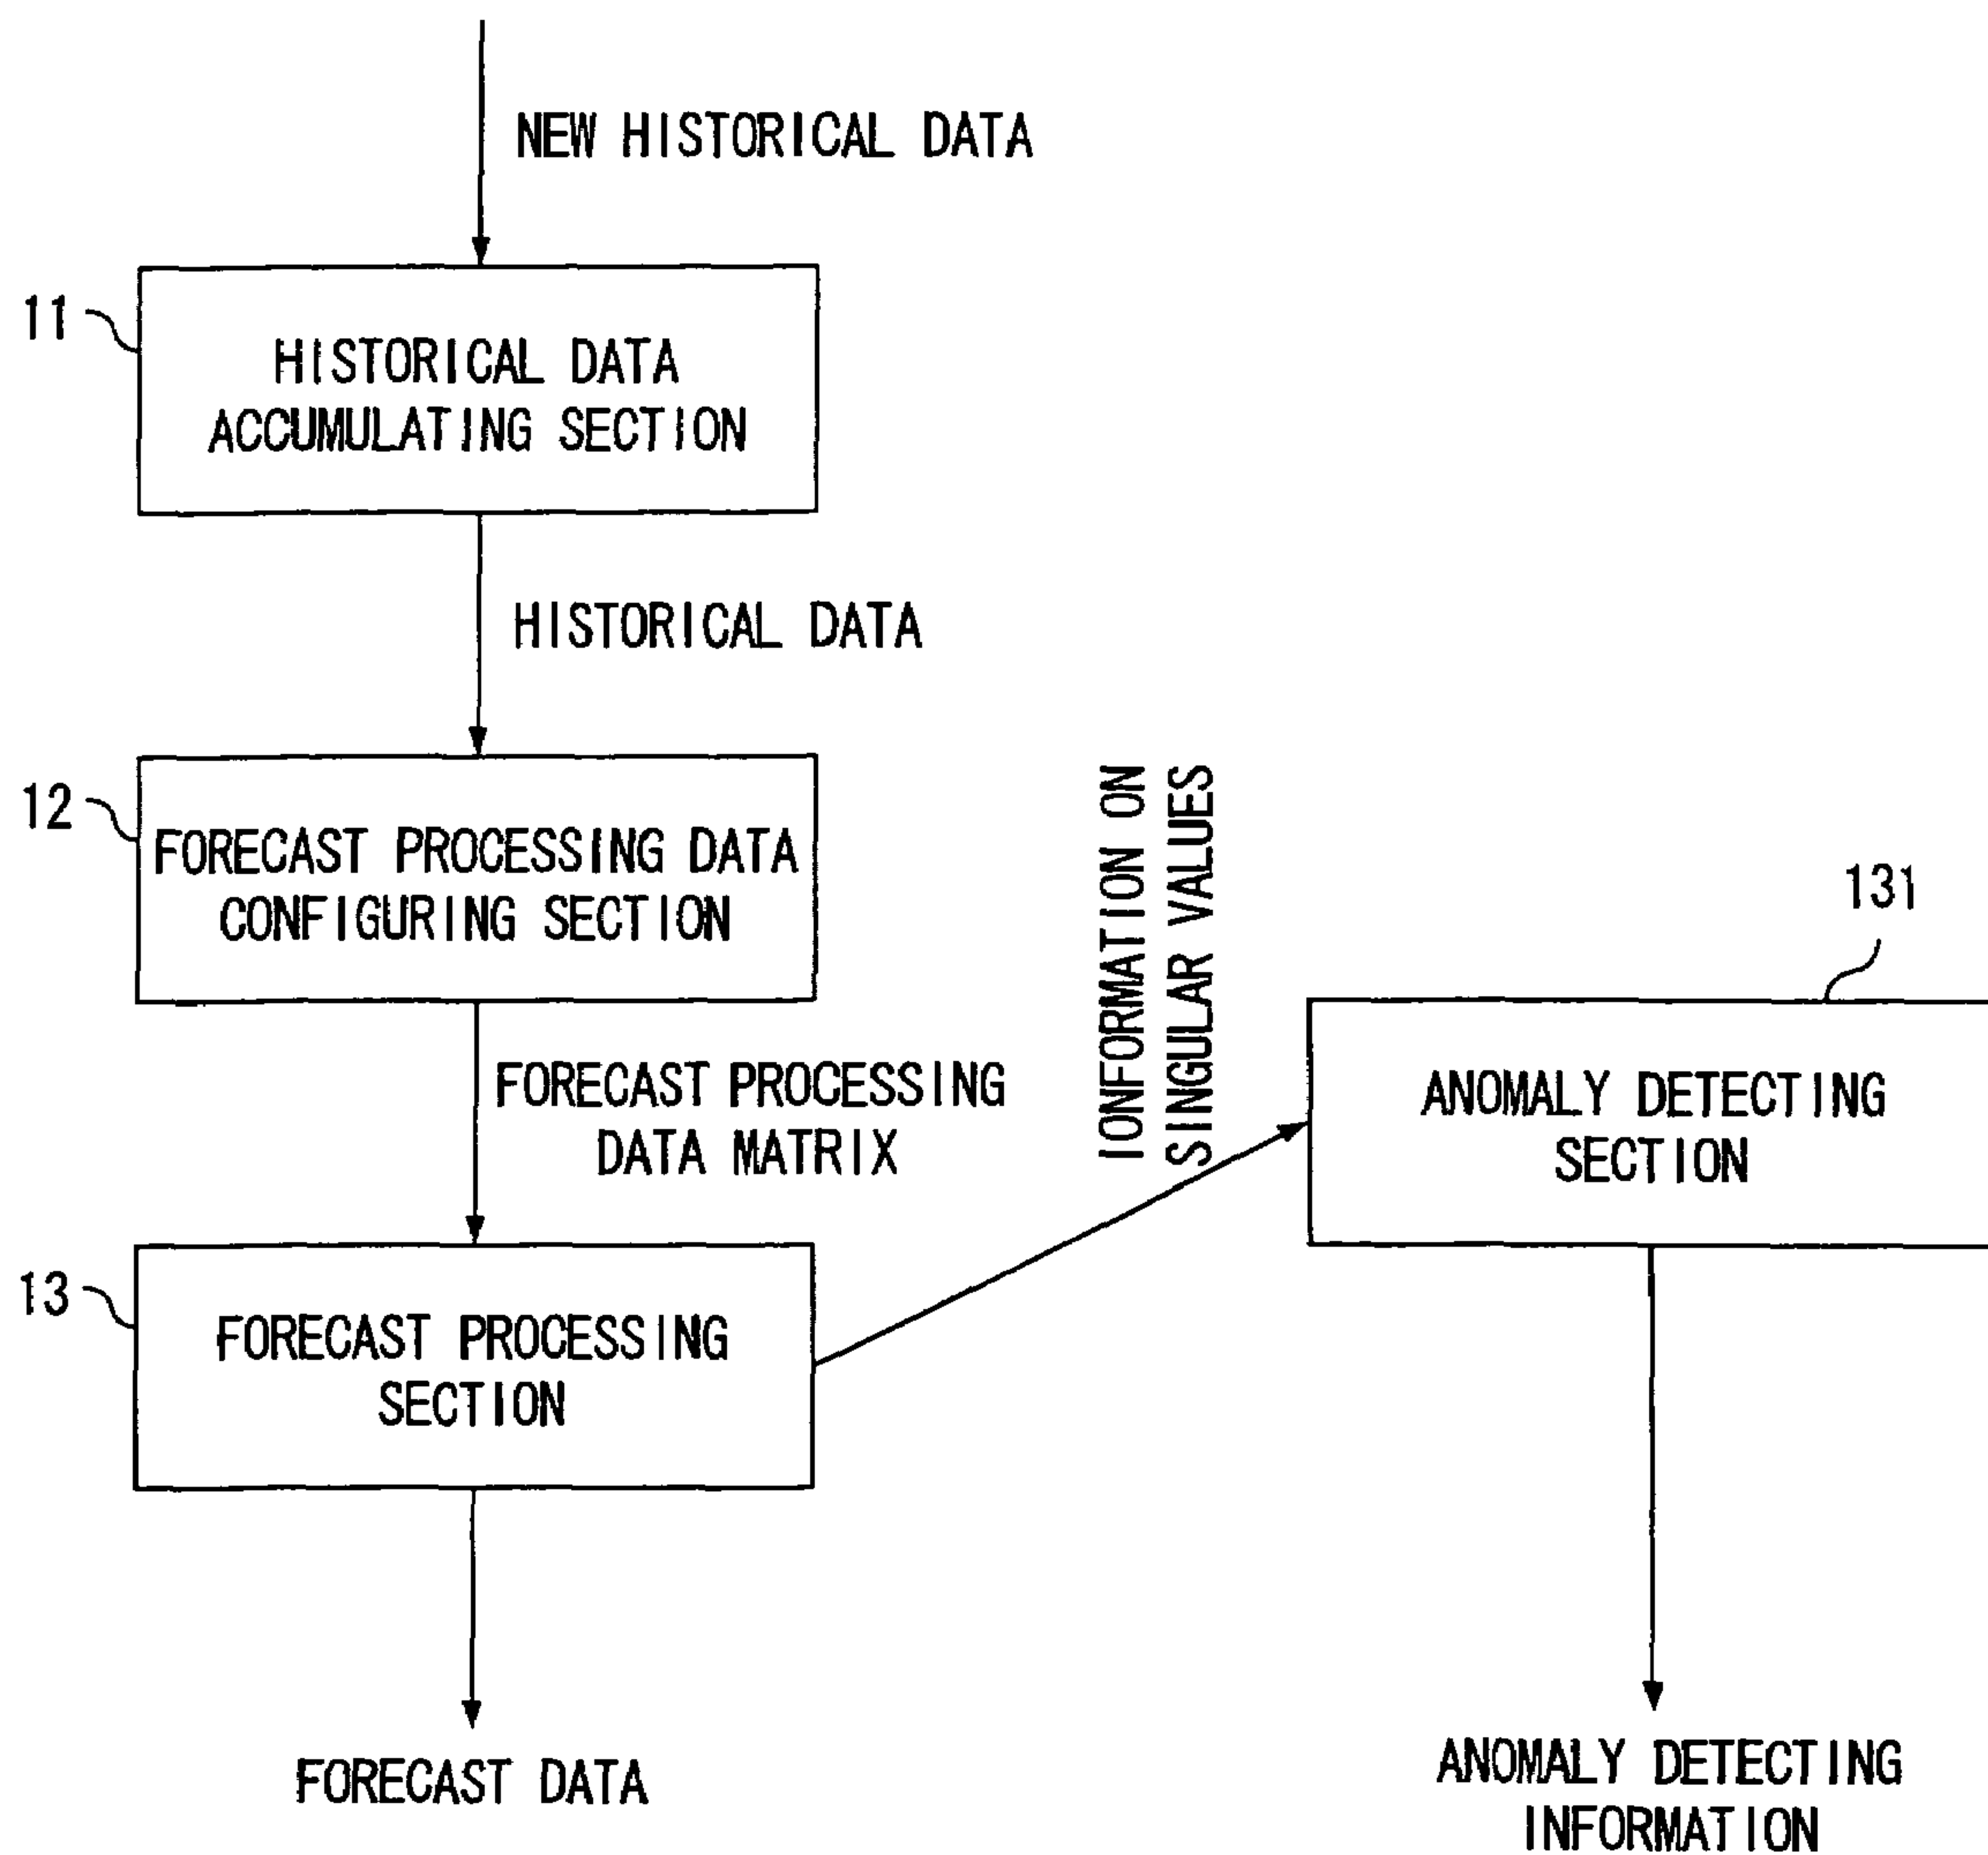 NEW HISTORICAL DATA
11
HISTORICAL DATA
ACCUMULATING SECTION
HISTORICAL DATA
12
FORECAST PROCESSING DATA
CONFIGURING SECTION
FORECAST PROCESSING
DATA MATRIX
IONFORMATION ON
SINGULAR VALUES
131
ANOMALY DETECTING
SECTION
13
FORECAST PROCESSING
SECTION
FORECAST DATA
ANOMALY DETECTING
INFORMATION